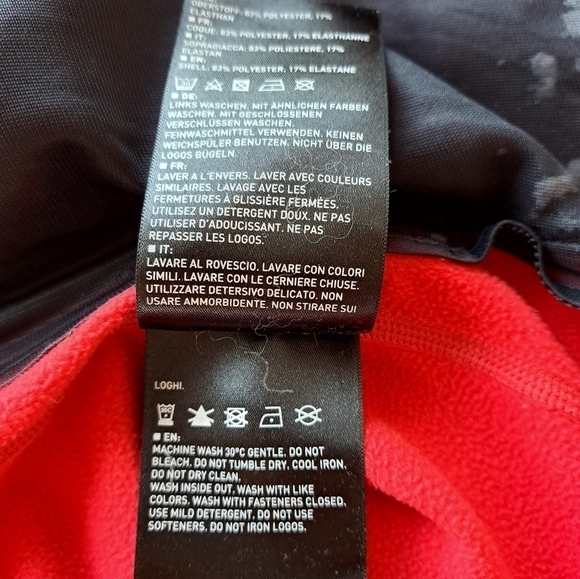 OBERSTOFF: 83% POLYESTER, 17%
ELASTHAN
■ FR:
COQUE: 83% POLYESTER, 17% ELASTHANNE
■ IT:
SOPRAGIACCA: 83% POLIESTERE, 17%
ELASTAN
■ EN:
SHELL: 83% POLYESTER, 17% ELASTANE
■ DE:
LINKS WASCHEN. MIT ÄHNLICHEN FARBEN
WASCHEN. MIT GESCHLOSSENEN
VERSCHLÜSSEN WASCHEN.
FEINWASCHMITTEL VERWENDEN. KEINEN
WEICHSPÜLER BENUTZEN. NICHT ÜBER DIE
LOGOS BÜGELN.
■ FR:
LAVER A L'ENVERS. LAVER AVEC COULEURS
SIMILAIRES. LAVAGE AVEC LES
FERMETURES À GLISSIÈRE FERMÉES.
UTILISEZ UN DETERGENT DOUX. NE PAS
UTILISER D'ADOUCISSANT. NE PAS
REPASSER LES LOGOS.
■ IT:
LAVARE AL ROVESCIO. LAVARE CON COLORI
SIMILI. LAVARE CON LE CERNIERE CHIUSE.
UTILIZZARE DETERSIVO DELICATO. NON
USARE AMMORBIDENTE. NON STIRARE SUI
LOGHI.
■ EN:
MACHINE WASH 30°C GENTLE. DO NOT
BLEACH. DO NOT TUMBLE DRY. COOL IRON.
DO NOT DRY CLEAN.
WASH INSIDE OUT. WASH WITH LIKE
COLORS. WASH WITH FASTENERS CLOSED.
USE MILD DETERGENT. DO NOT USE
SOFTENERS. DO NOT IRON LOGOS.